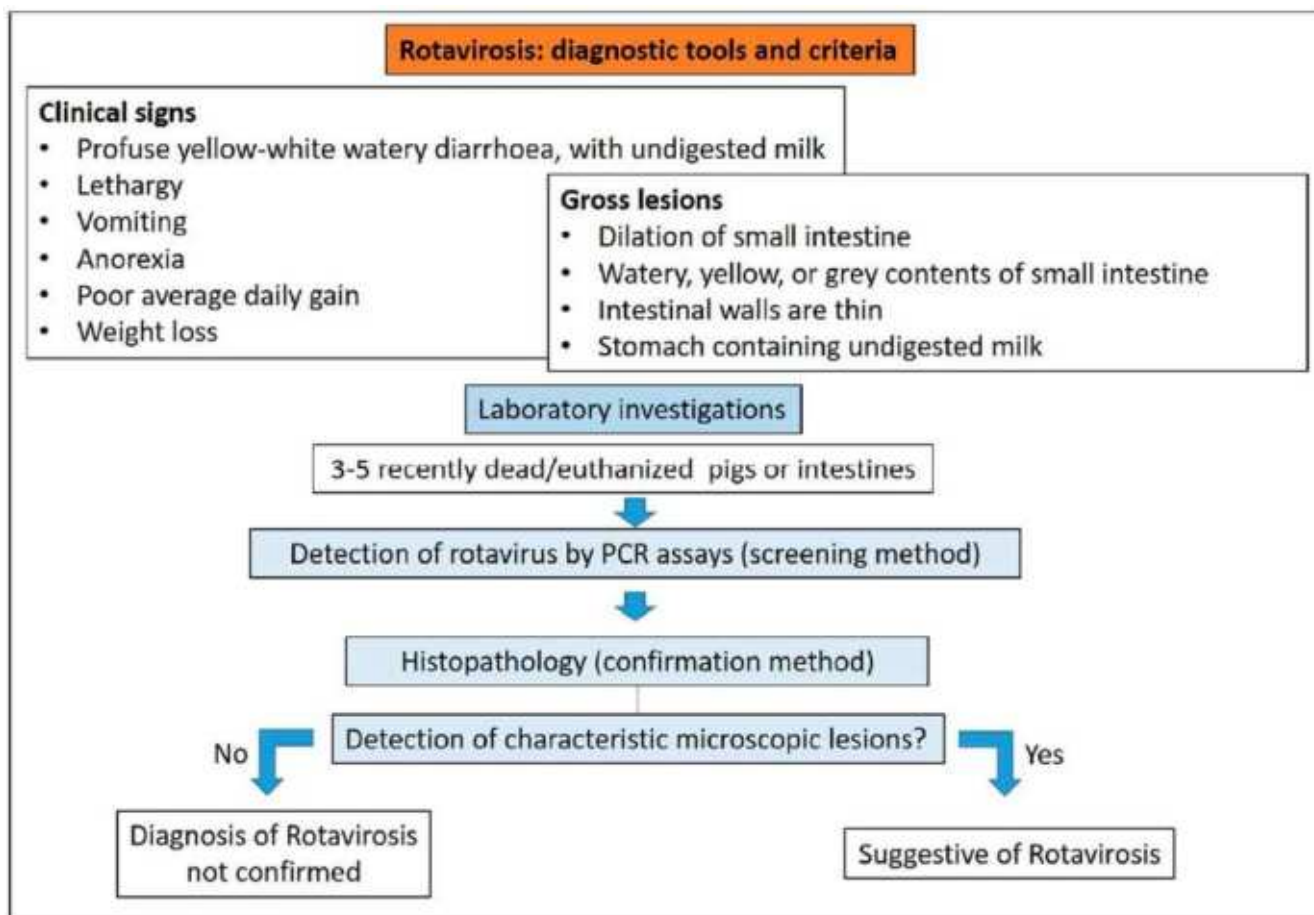 Rotavirosis: diagnostic tools and criteria
Clinical signs
• Profuse yellow-white watery diarrhoea, with undigested milk
• Lethargy
• Vomiting
• Anorexia
• Poor average daily gain
• Weight loss
Gross lesions
• Dilation of small intestine
• Watery, yellow, or grey contents of small intestine
• Intestinal walls are thin
• Stomach containing undigested milk
Laboratory investigations
3-5 recently dead/euthanized pigs or intestines
Detection of rotavirus by PCR assays (screening method)
Histopathology (confirmation method)
Detection of characteristic microscopic lesions?
No
Yes
Diagnosis of Rotavirosis
not confirmed
Suggestive of Rotavirosis